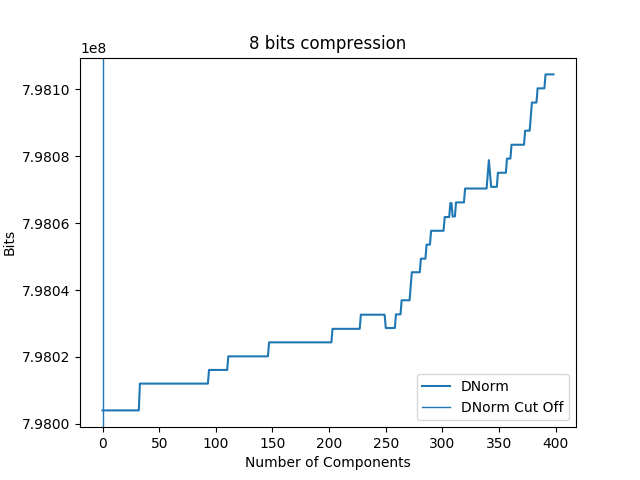 8 bits compression
1e8
7.9810
7.9808
7.9806
7.9804
7.9802
7.9800
Bits
0 50 100 150 200 250 300 350 400
Number of Components
DNorm
DNorm Cut Off